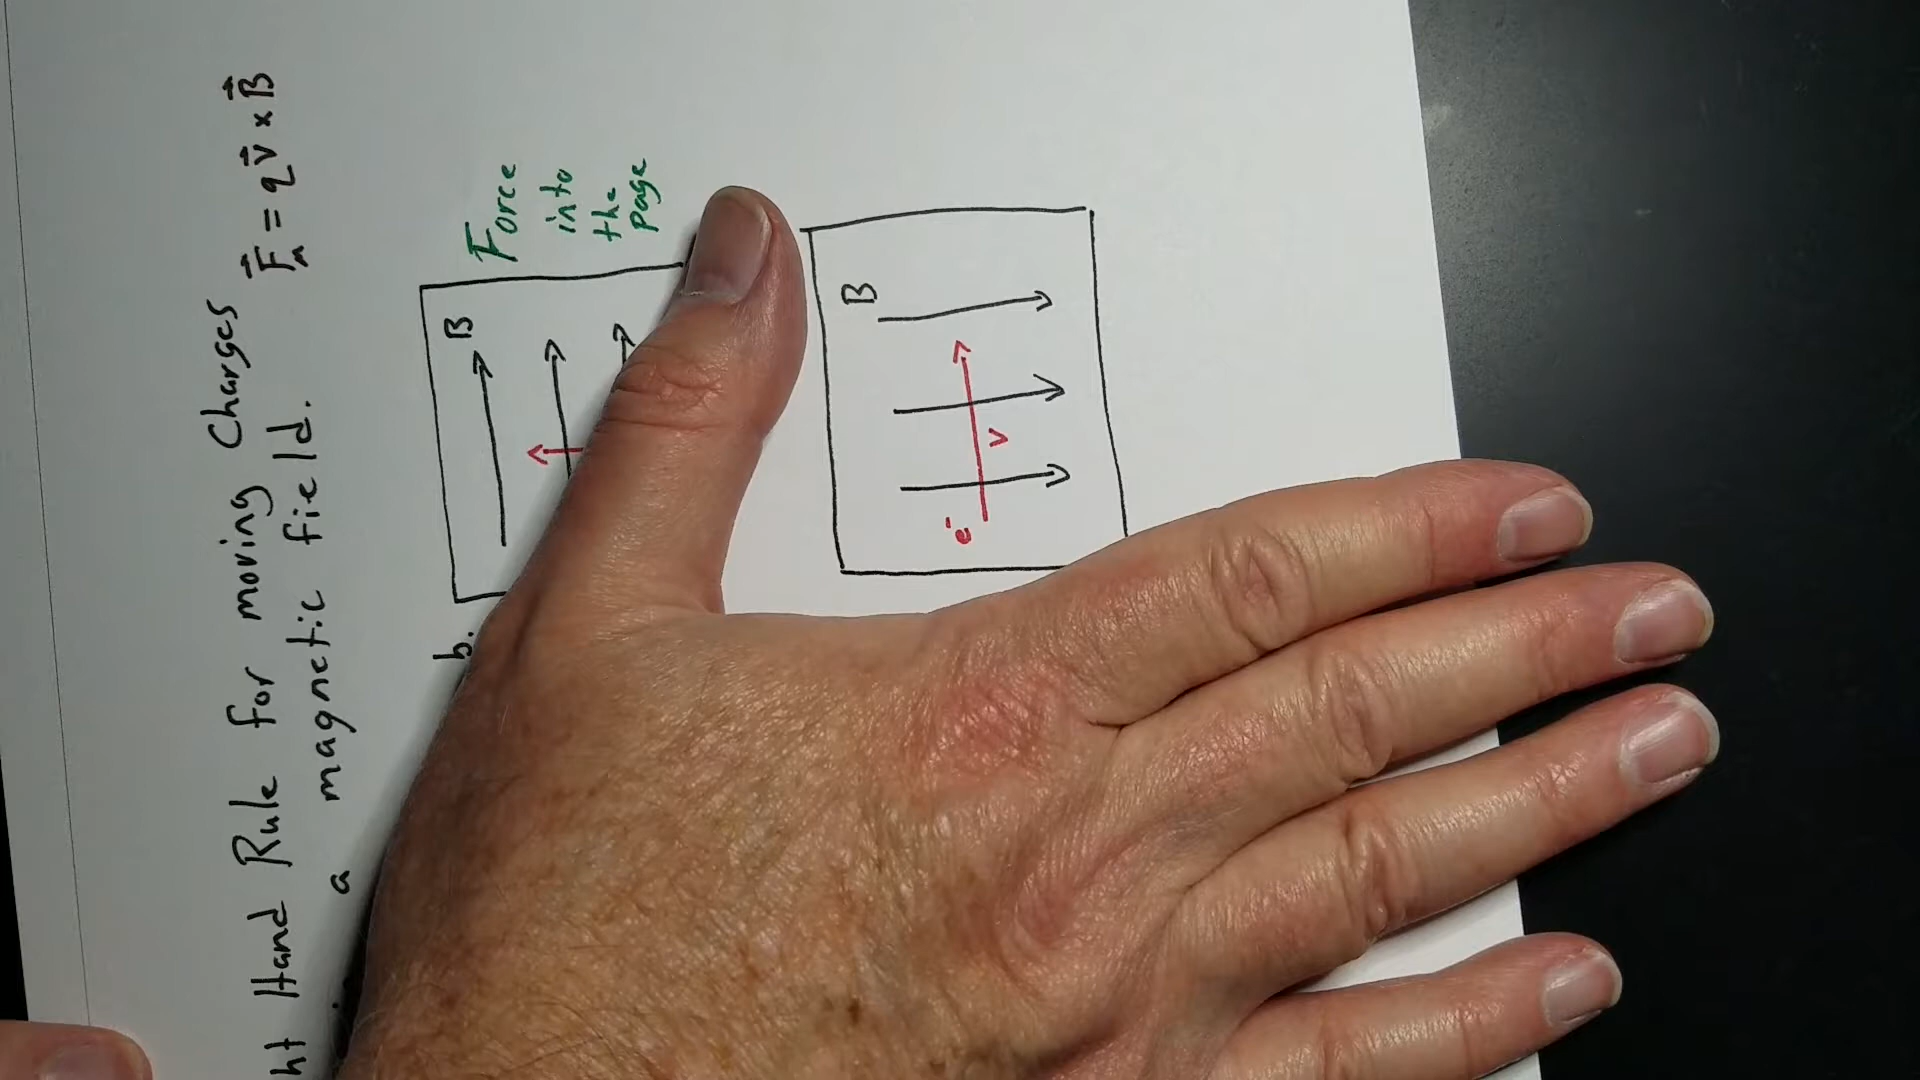 ht Hand Rule for moving Charges
a magnetic field.
F⃗ₘ = qv⃗ × B⃗
b.
B
Force
into
the
page
B
v
e⁻